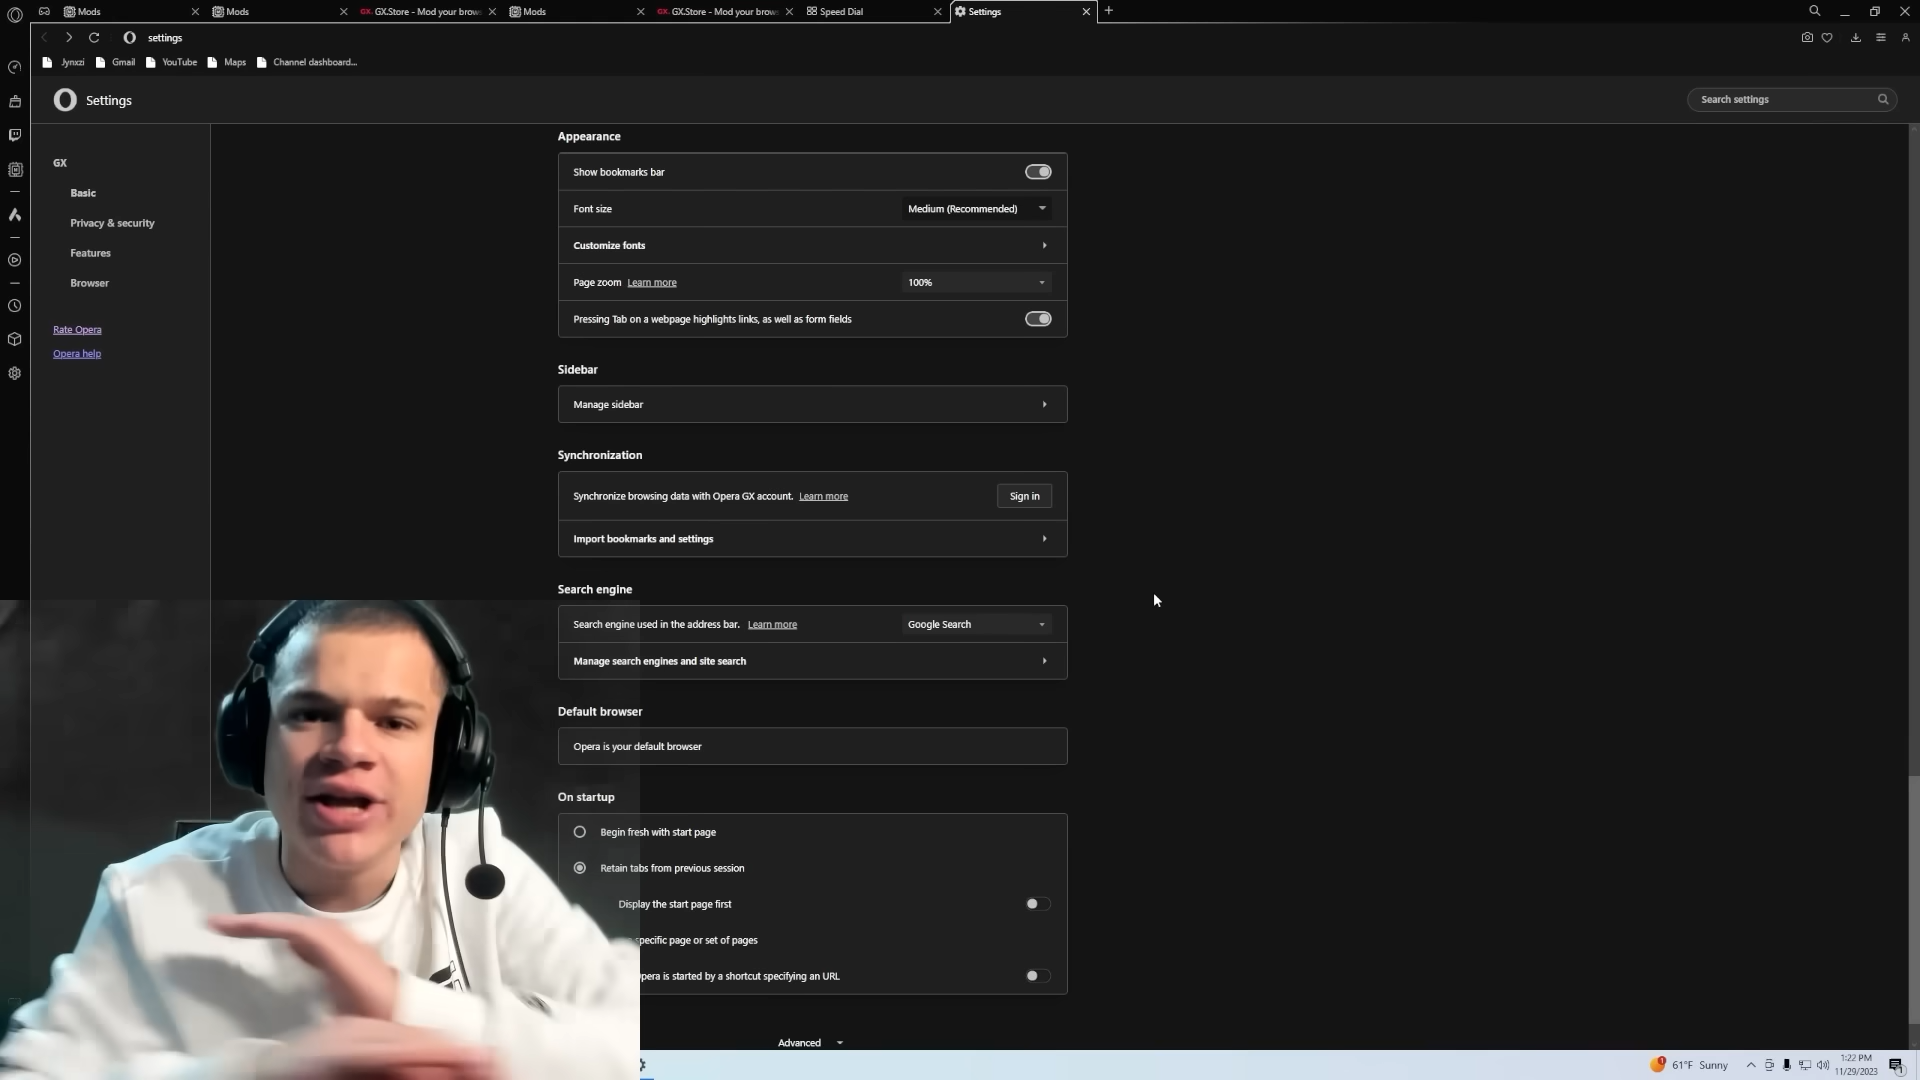 Mods
Mods
GX.Store - Mod your brow
Mods
GX.Store - Mod your brow
Speed Dial
Settings
settings
Jynxzi
Gmail
YouTube
Maps
Channel dashboard...
Settings
Search settings
GX
Basic
Privacy & security
Features
Browser
Rate Opera
Opera help
Appearance
Show bookmarks bar
Font size
Medium (Recommended)
Customize fonts
Page zoom Learn more
100%
Pressing Tab on a webpage highlights links, as well as form fields
Sidebar
Manage sidebar
Synchronization
Synchronize browsing data with Opera GX account. Learn more
Sign in
Import bookmarks and settings
Search engine
Search engine used in the address bar. Learn more
Google Search
Manage search engines and site search
Default browser
Opera is your default browser
On startup
Begin fresh with start page
Retain tabs from previous session
Display the start page first
specific page or set of pages
is started by a shortcut specifying an URL
Advanced
61°F Sunny
1:22 PM
11/29/2023